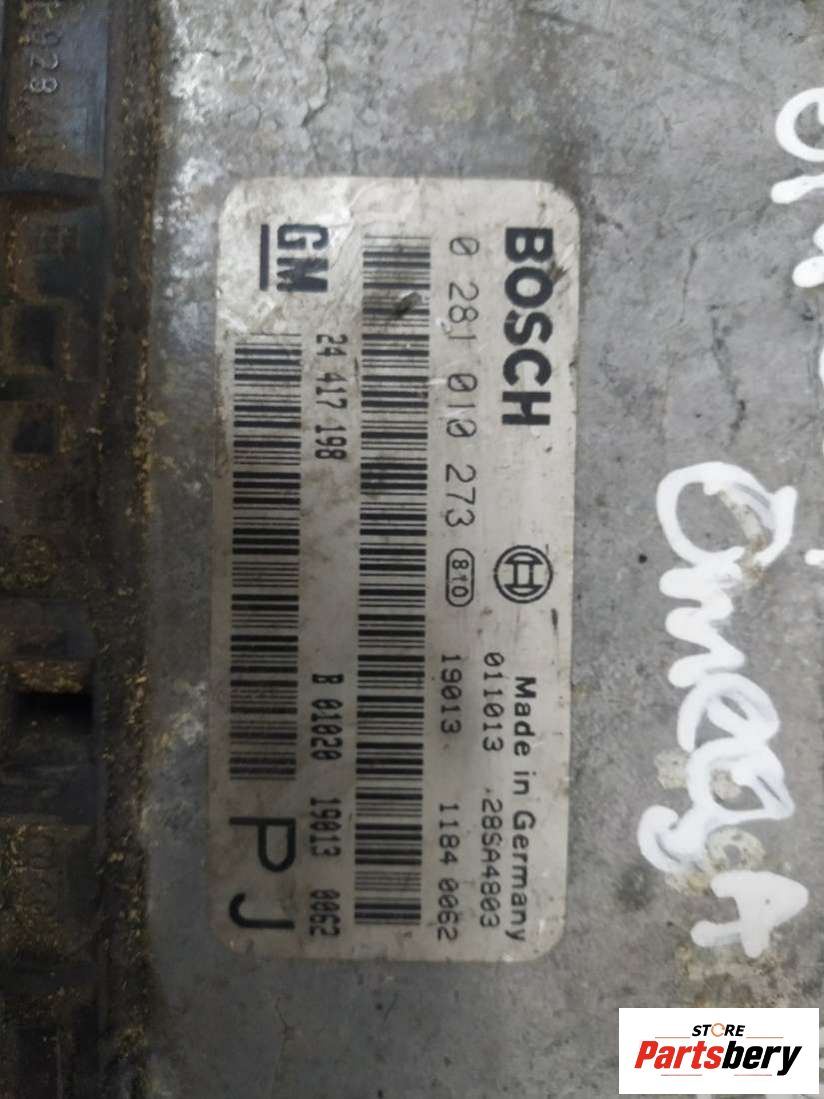 BOSCH
Made in Germany
0 281 010 273
810
011013
28SA4803
19013
1184 0062
GM
24 417 198
B 01020 19013 0062
PJ
OmegA
STORE
Partsbery